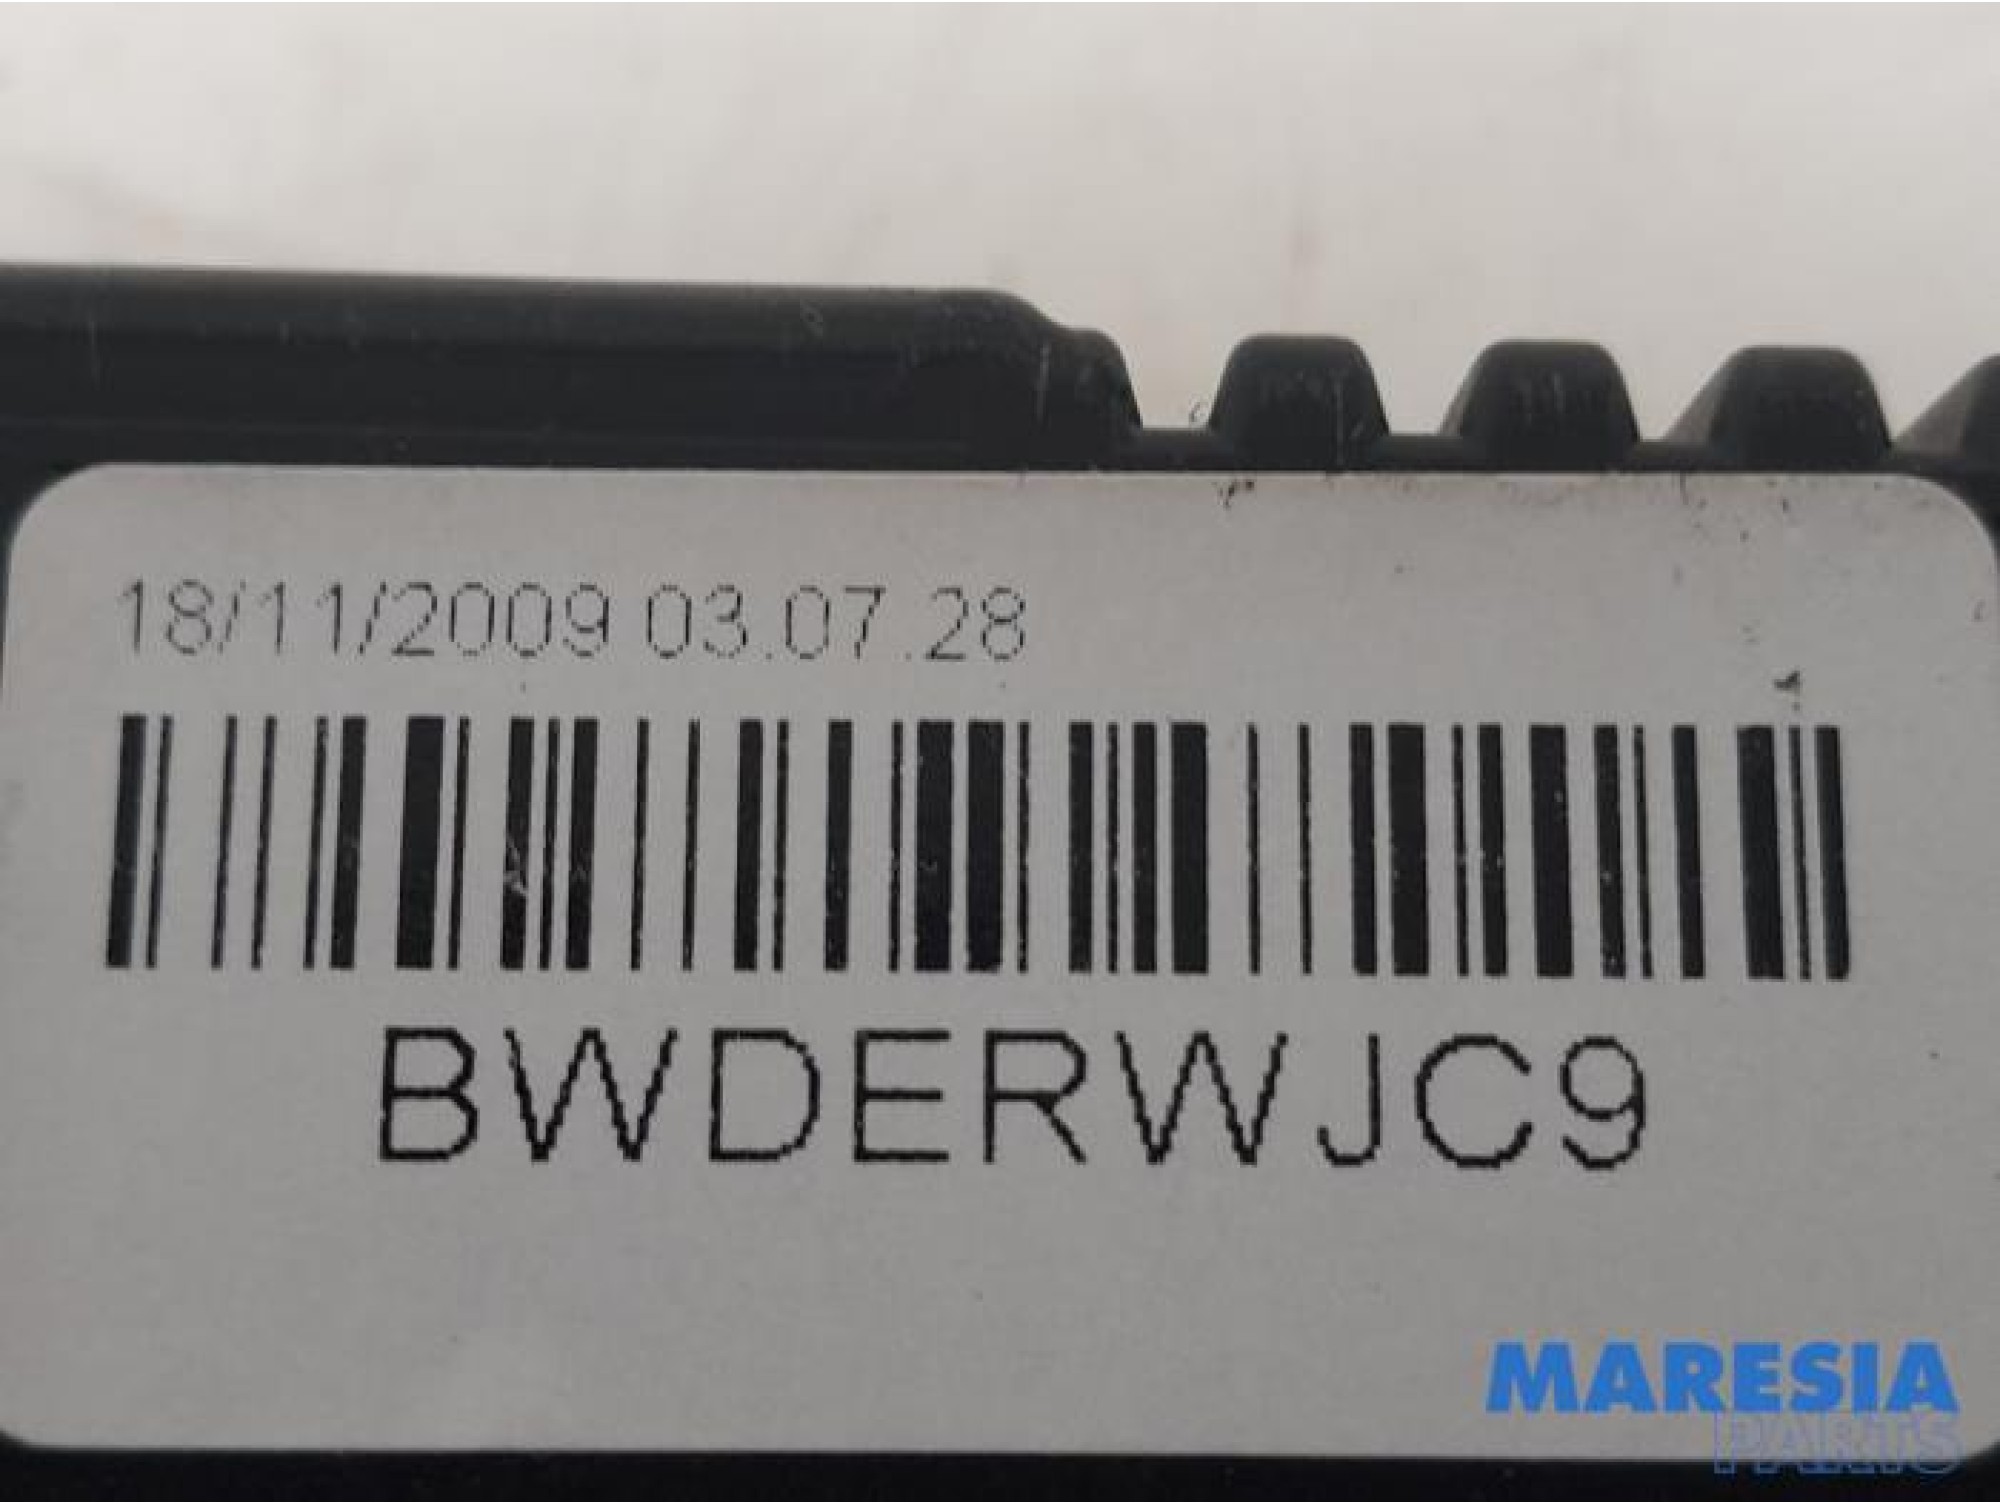 18/11/2009 03.07.28
BWDERWJC9
MARESIA
PARTS